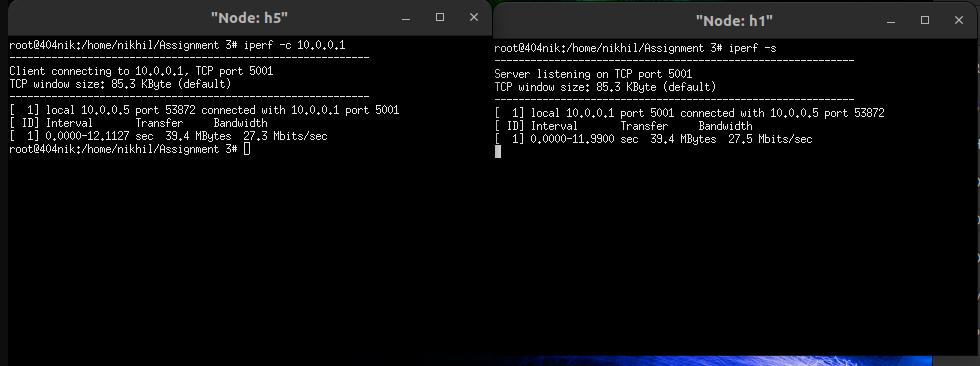 "Node: h5"
root@404nik:/home/nikhil/Assignment 3# iperf -c 10.0.0.1
------------------------------------------------------------
Client connecting to 10.0.0.1, TCP port 5001
TCP window size: 85.3 KByte (default)
------------------------------------------------------------
[  1] local 10.0.0.5 port 53872 connected with 10.0.0.1 port 5001
[ ID] Interval       Transfer     Bandwidth
[  1] 0.0000-12.1127 sec  39.4 MBytes  27.3 Mbits/sec
root@404nik:/home/nikhil/Assignment 3#
"Node: h1"
root@404nik:/home/nikhil/Assignment 3# iperf -s
------------------------------------------------------------
Server listening on TCP port 5001
TCP window size: 85.3 KByte (default)
------------------------------------------------------------
[  1] local 10.0.0.1 port 5001 connected with 10.0.0.5 port 53872
[ ID] Interval       Transfer     Bandwidth
[  1] 0.0000-11.9900 sec  39.4 MBytes  27.5 Mbits/sec